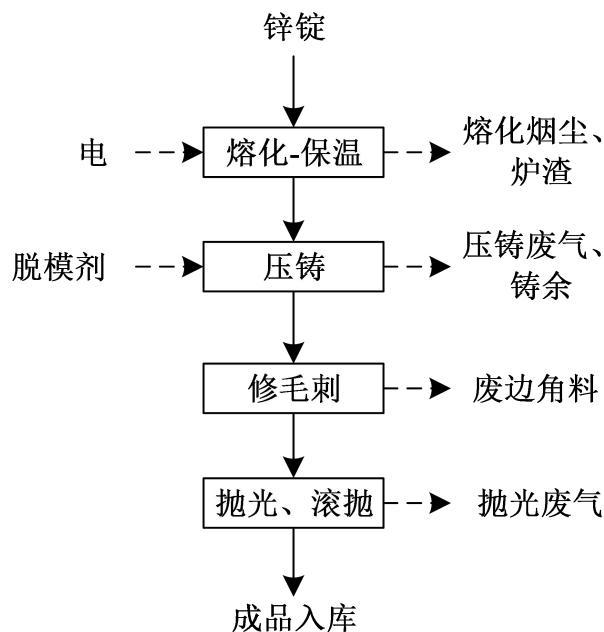 锌锭
电
熔化-保温
熔化烟尘、
炉渣
脱模剂
压铸
压铸废气、
铸余
修毛刺
废边角料
抛光、滚抛
抛光废气
成品入库